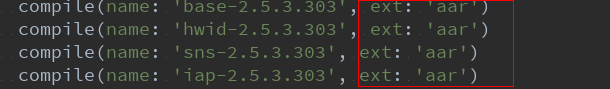 compile(name: 'base-2.5.3.303', ext: 'aar')
compile(name: 'hwid-2.5.3.303', ext: 'aar')
compile(name: 'sns-2.5.3.303', ext: 'aar')
compile(name: 'iap-2.5.3.303', ext: 'aar')